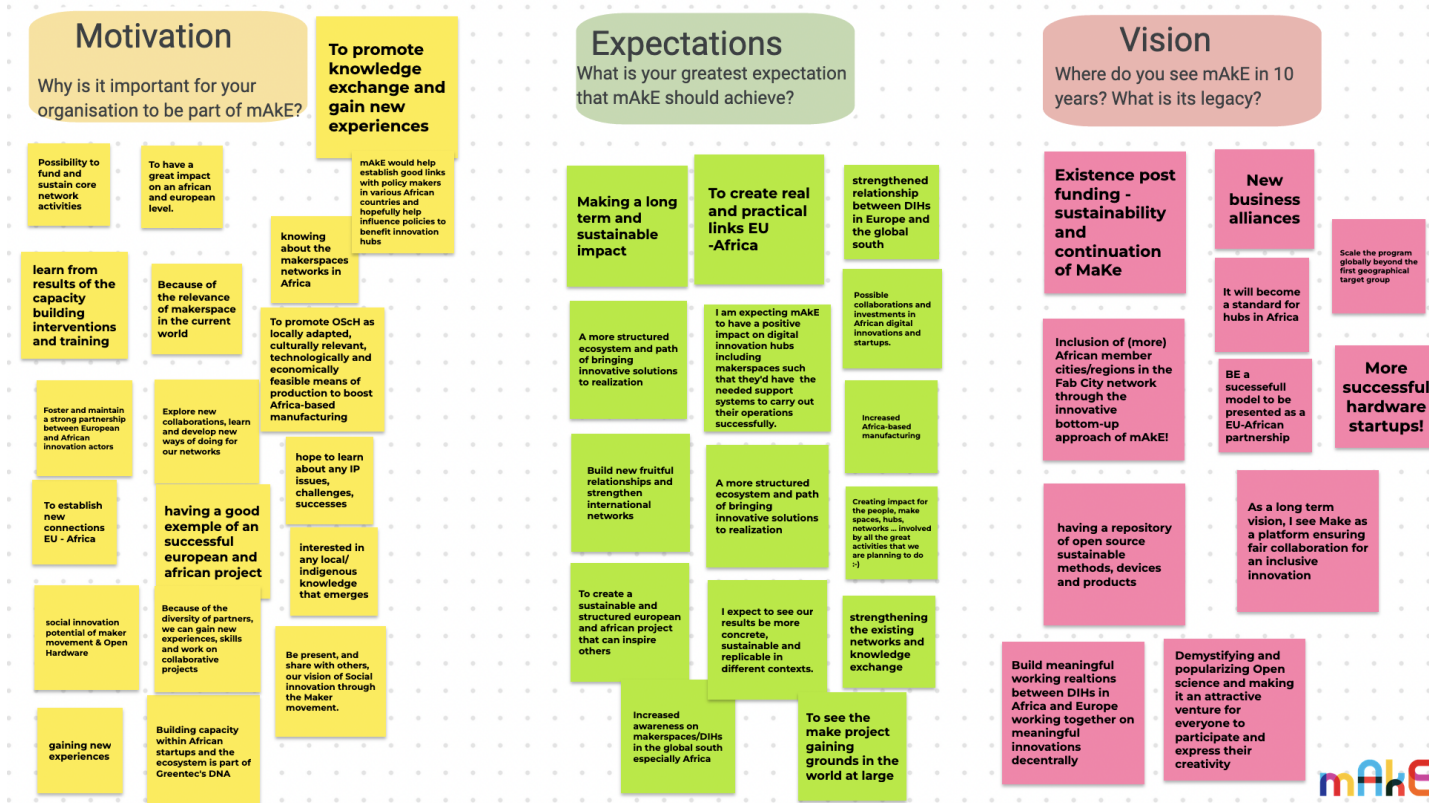 Motivation
Why is it important for your
organisation to be part of mAkE?
To promote
knowledge
exchange and
gain new
experiences
Possibility to
fund and
sustain core
network
activities
To have a
great impact
on an african
and european
level.
mAkE would help
establish good links
with policy makers
in various African
countries and
hopefully help
influence policies to
benefit innovation
hubs
knowing
about the
makerspaces
networks in
Africa
learn from
results of the
capacity
building
interventions
and training
Because of
the relevance
of makerspace
in the current
world
To promote OScH as
locally adapted,
culturally relevant,
technologically and
economically
feasible means of
production to boost
Africa-based
manufacturing
Foster and maintain
a strong partnership
between European
and African
innovation actors
Explore new
collaborations, learn
and develop new
ways of doing for
our networks
hope to learn
about any IP
issues,
challenges,
successes
To establish
new
connections
EU - Africa
having a good
exemple of an
successful
european and
african project
interested in
any local/
indigenous
knowledge
that emerges
social innovation
potential of maker
movement & Open
Hardware
Because of the
diversity of partners,
we can gain new
experiences, skills
and work on
collaborative
projects
Be present, and
share with others,
our vision of Social
innovation through
the Maker
movement.
gaining new
experiences
Building capacity
within African
startups and the
ecosystem is part of
Greentec's DNA
Expectations
What is your greatest expectation
that mAkE should achieve?
Making a long
term and
sustainable
impact
To create real
and practical
links EU
-Africa
strengthened
relationship
between DIHs
in Europe and
the global
south
A more structured
ecosystem and path
of bringing
innovative solutions
to realization
I am expecting mAkE
to have a positive
impact on digital
innovation hubs
including
makerspaces such
that they'd have the
needed support
systems to carry out
their operations
successfully.
Possible
collaborations and
investments in
African digital
innovations and
startups.
Increased
Africa-based
manufacturing
Build new fruitful
relationships and
strengthen
international
networks
A more structured
ecosystem and path
of bringing
innovative solutions
to realization
Creating impact for
the people, make
spaces, hubs,
networks ... involved
by all the great
activities that we
are planning to do
:-)
To create a
sustainable and
structured european
and african project
that can inspire
others
I expect to see our
results be more
concrete,
sustainable and
replicable in
different contexts.
strengthening
the existing
networks and
knowledge
exchange
Increased
awareness on
makerspaces/DIHs
in the global south
especially Africa
To see the
make project
gaining
grounds in the
world at large
Vision
Where do you see mAkE in 10
years? What is its legacy?
Existence post
funding -
sustainability
and
continuation
of MaKe
New
business
alliances
Scale the program
globally beyond the
first geographical
target group
It will become
a standard for
hubs in Africa
Inclusion of (more)
African member
cities/regions in the
Fab City network
through the
innovative
bottom-up
approach of mAkE!
BE a
sucessefull
model to be
presented as a
EU-African
partnership
More
successful
hardware
startups!
having a repository
of open source
sustainable
methods, devices
and products
As a long term
vision, I see Make as
a platform ensuring
fair collaboration for
an inclusive
innovation
Build meaningful
working realtions
between DIHs in
Africa and Europe
working together on
meaningful
innovations
decentrally
Demystifying and
popularizing Open
science and making
it an attractive
venture for
everyone to
participate and
express their
creativity
mAkE